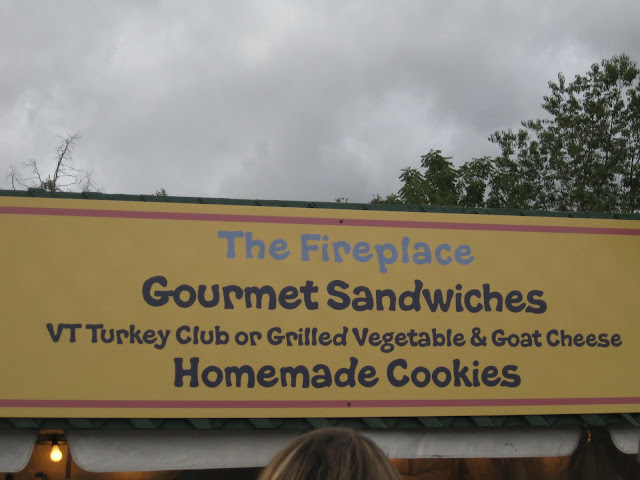 The Fireplace
Gourmet Sandwiches
VT Turkey Club or Grilled Vegetable & Goat Cheese
Homemade Cookies